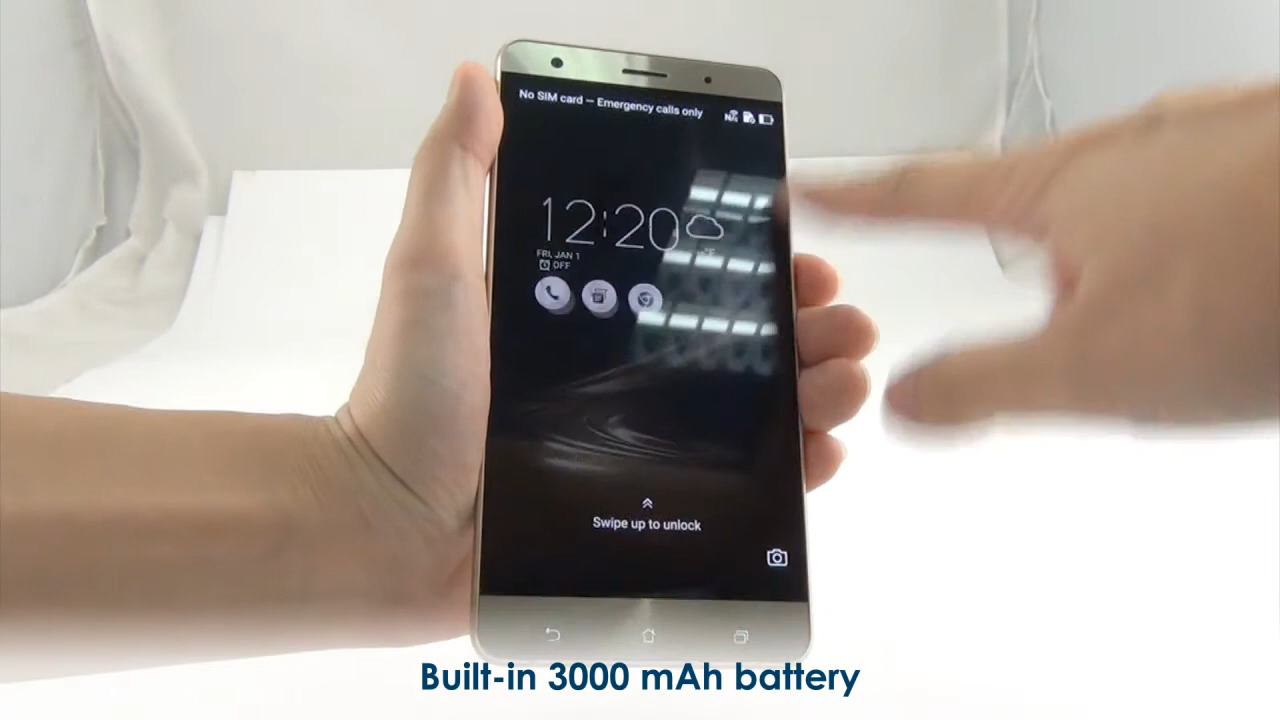 No SIM card — Emergency calls only
12:20
FRI, JAN 1
OFF
Swipe up to unlock
Built-in 3000 mAh battery